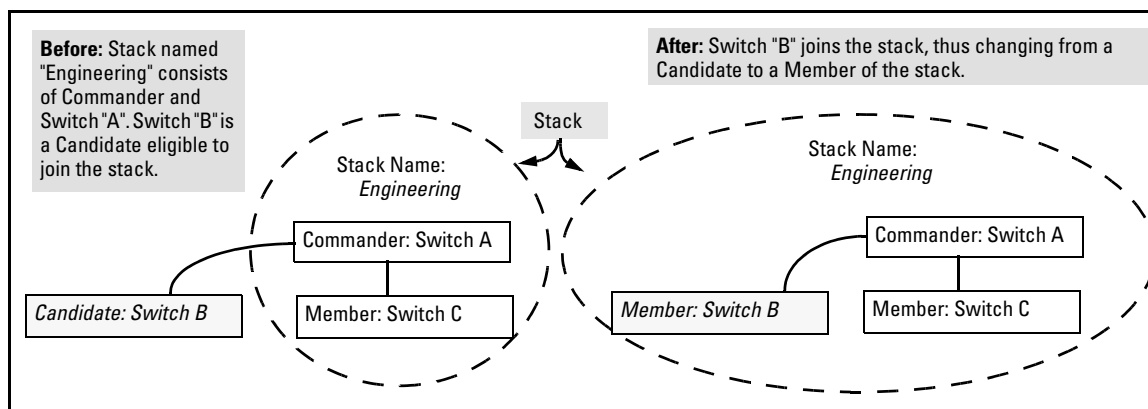 Before: Stack named
"Engineering" consists
of Commander and
Switch "A". Switch "B" is
a Candidate eligible to
join the stack.
After: Switch "B" joins the stack, thus changing from a
Candidate to a Member of the stack.
Stack
Stack Name:
Engineering
Commander: Switch A
Candidate: Switch B
Member: Switch C
Stack Name:
Engineering
Commander: Switch A
Member: Switch B
Member: Switch C